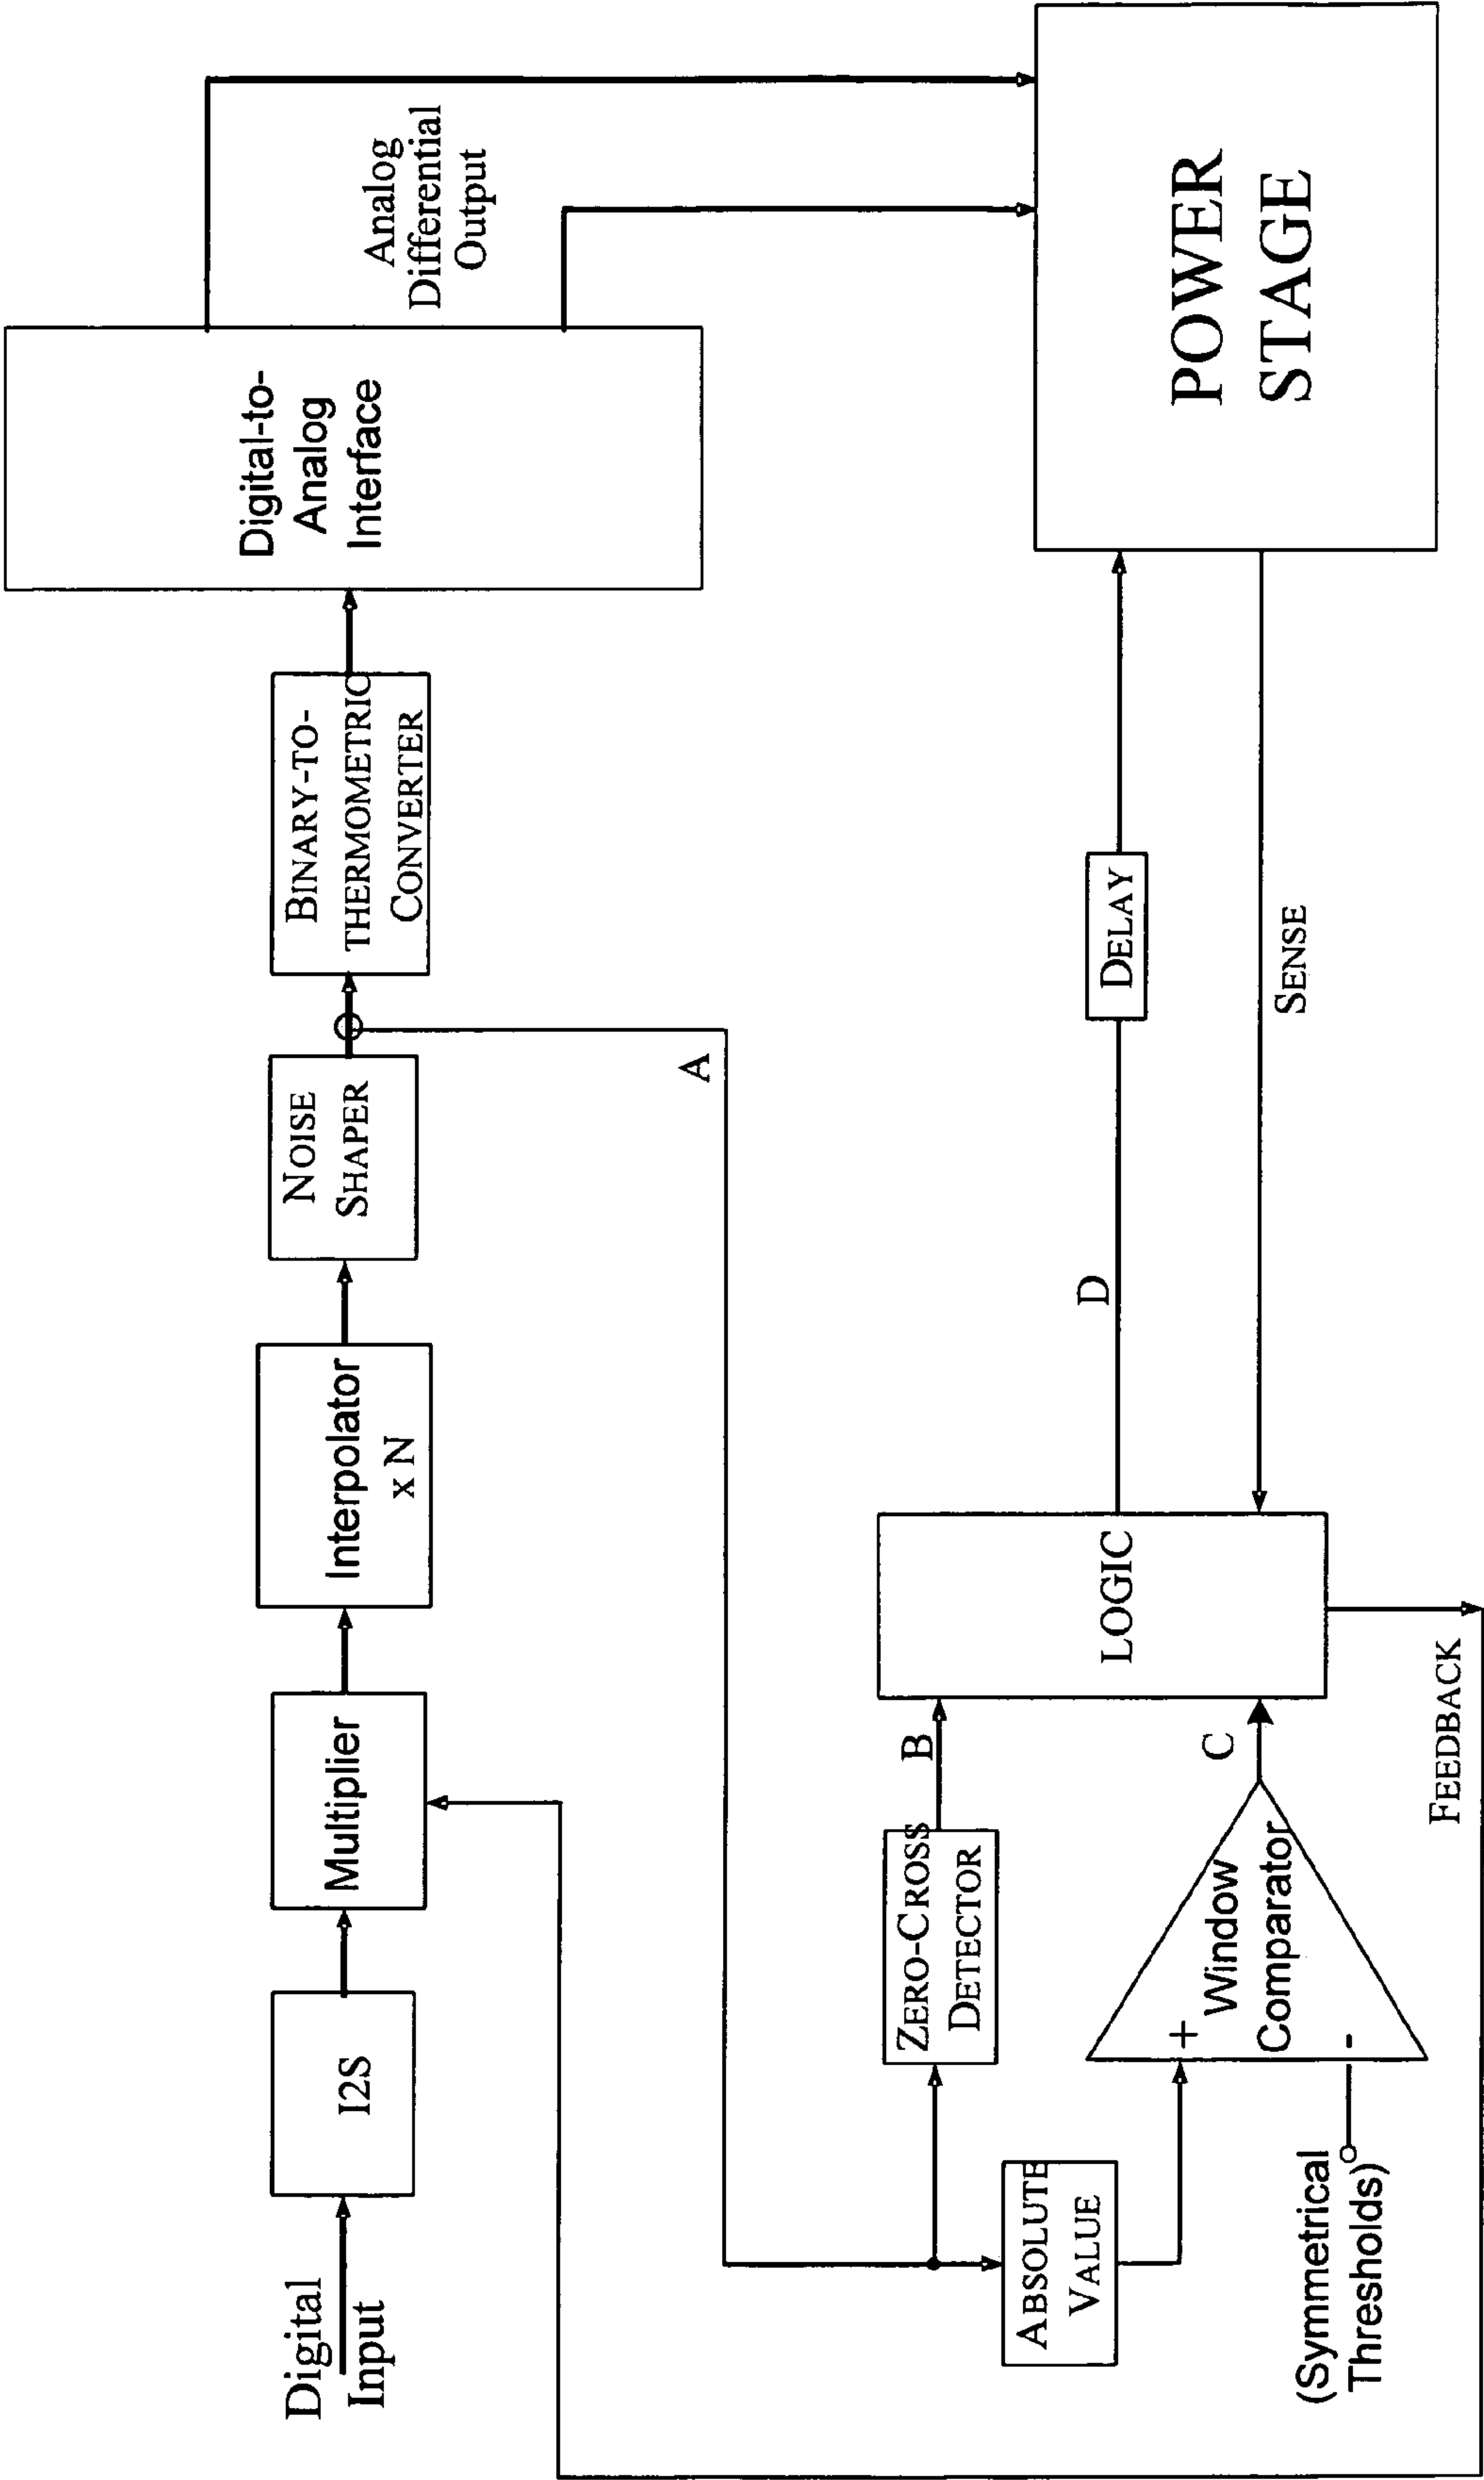 Digital
Input
I2S
Multiplier
Interpolator
x N
NOISE
SHAPER
BINARY-TO-
THERMOMETRIC
CONVERTER
Digital-to-
Analog
Interface
Analog
Differential
Output
A
ZERO-CROSS
DETECTOR
B
ABSOLUTE
VALUE
+
-
Window
Comparator
(Symmetrical
Thresholds)
C
LOGIC
D
DELAY
SENSE
POWER
STAGE
FEEDBACK